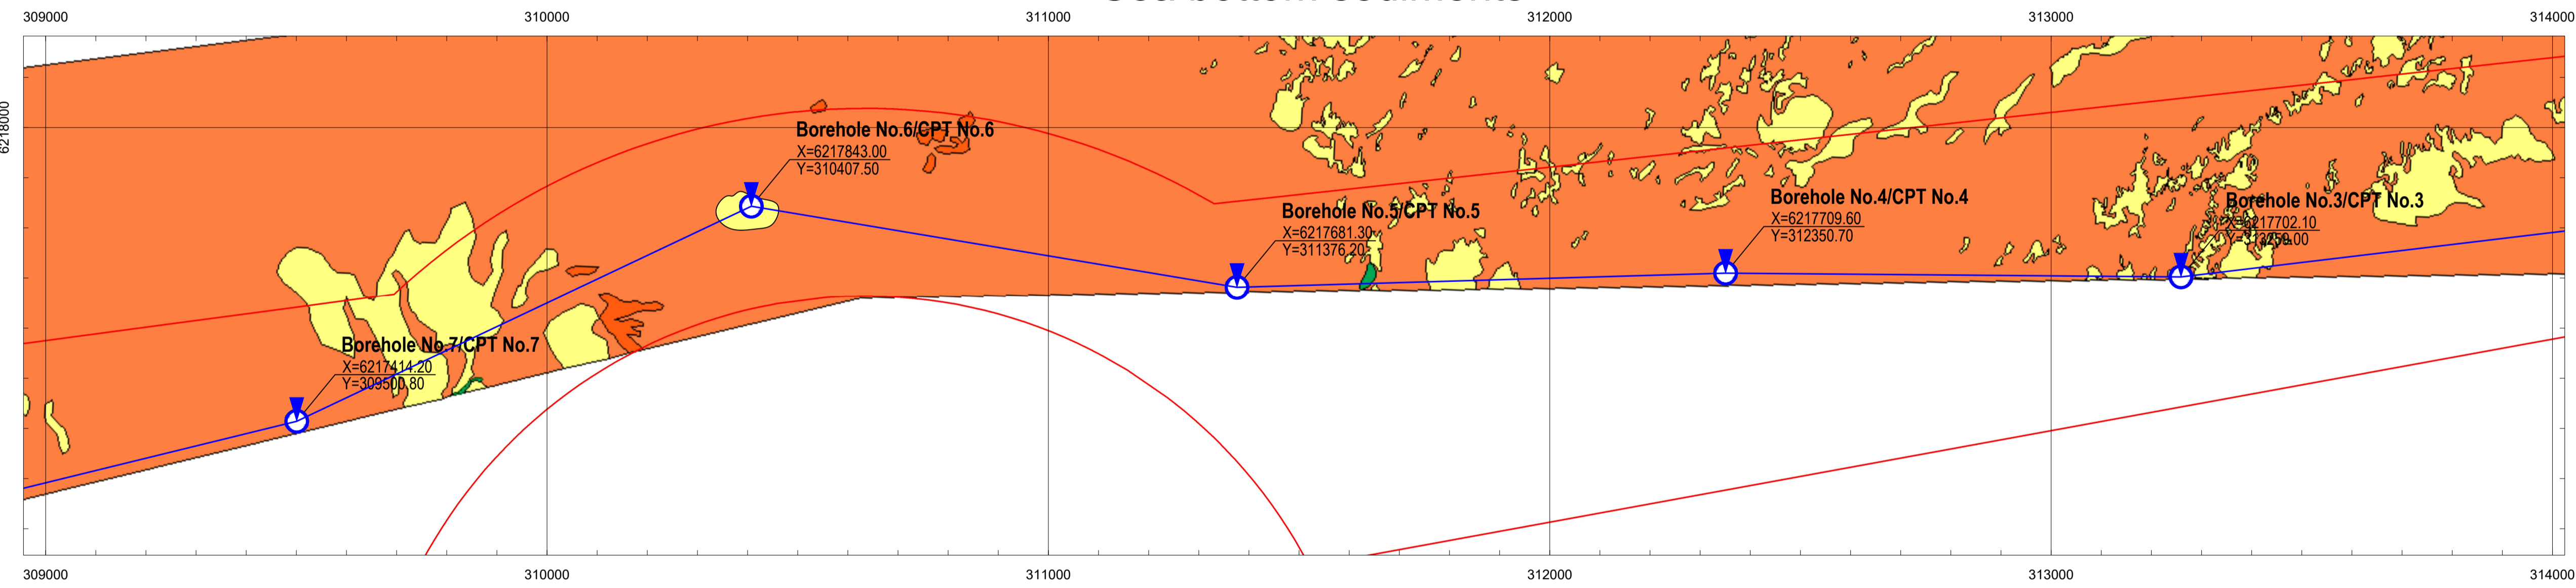 309000 310000 311000 312000 313000 314000
6218000
Borehole No.6/CPT No.6
X=6217843.00
Y=310407.50
Borehole No.5/CPT No.5
X=6217681.30
Y=311376.20
Borehole No.4/CPT No.4
X=6217709.60
Y=312350.70
Borehole No.3/CPT No.3
X=6217702.10
Y=313259.00
Borehole No.7/CPT No.7
X=6217414.20
Y=309500.80
309000 310000 311000 312000 313000 314000